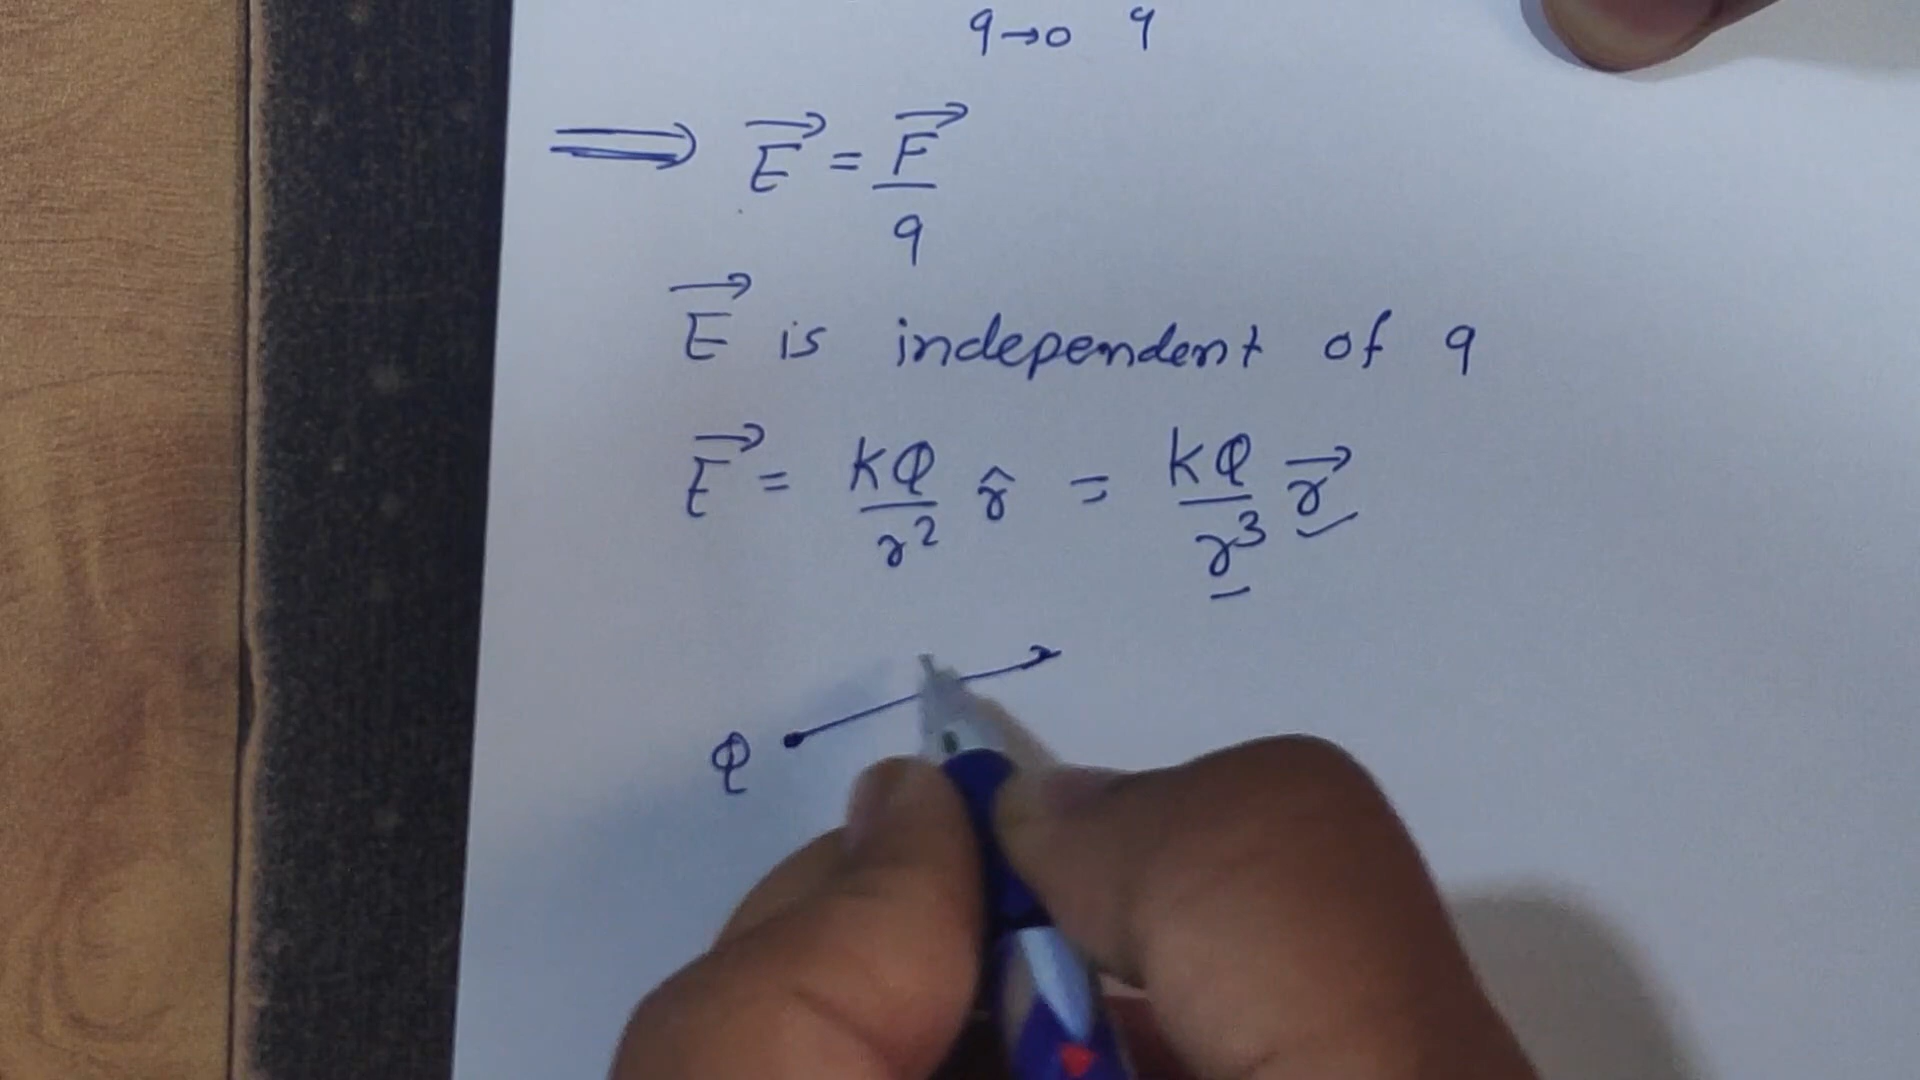 q→0 q
⟹ E⃗ = F⃗/q
E⃗ is independent of q
E⃗ = KQ/r² r̂ = KQ/r³ r⃗
Q